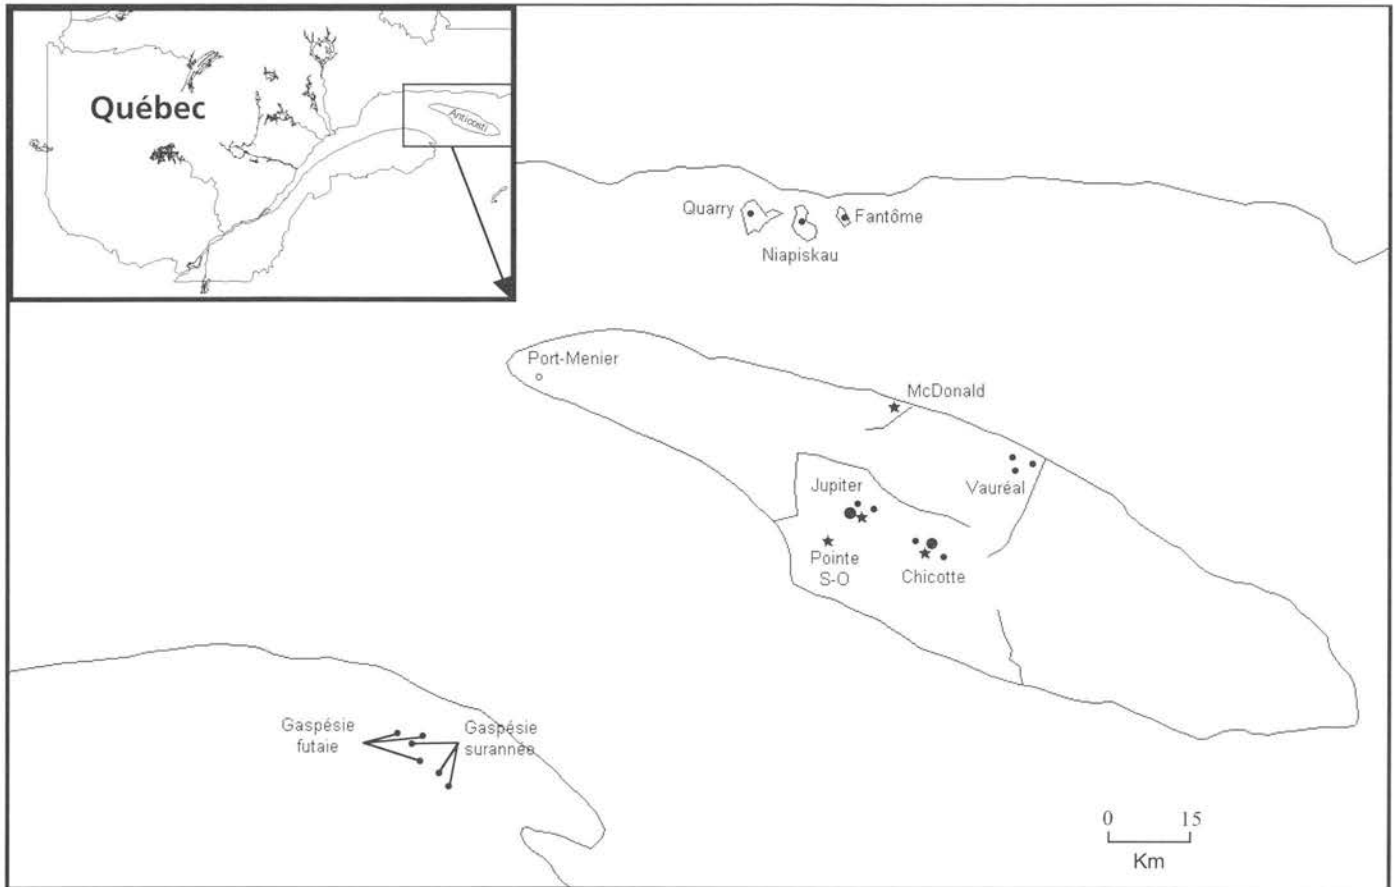 Québec
Anticosti
Quarry
Fantôme
Niapiskau
Port-Menier
McDonald
Jupiter
Vauréal
Pointe
S-O
Chicotte
Gaspésie
futaie
Gaspésie
surannée
0 15
Km